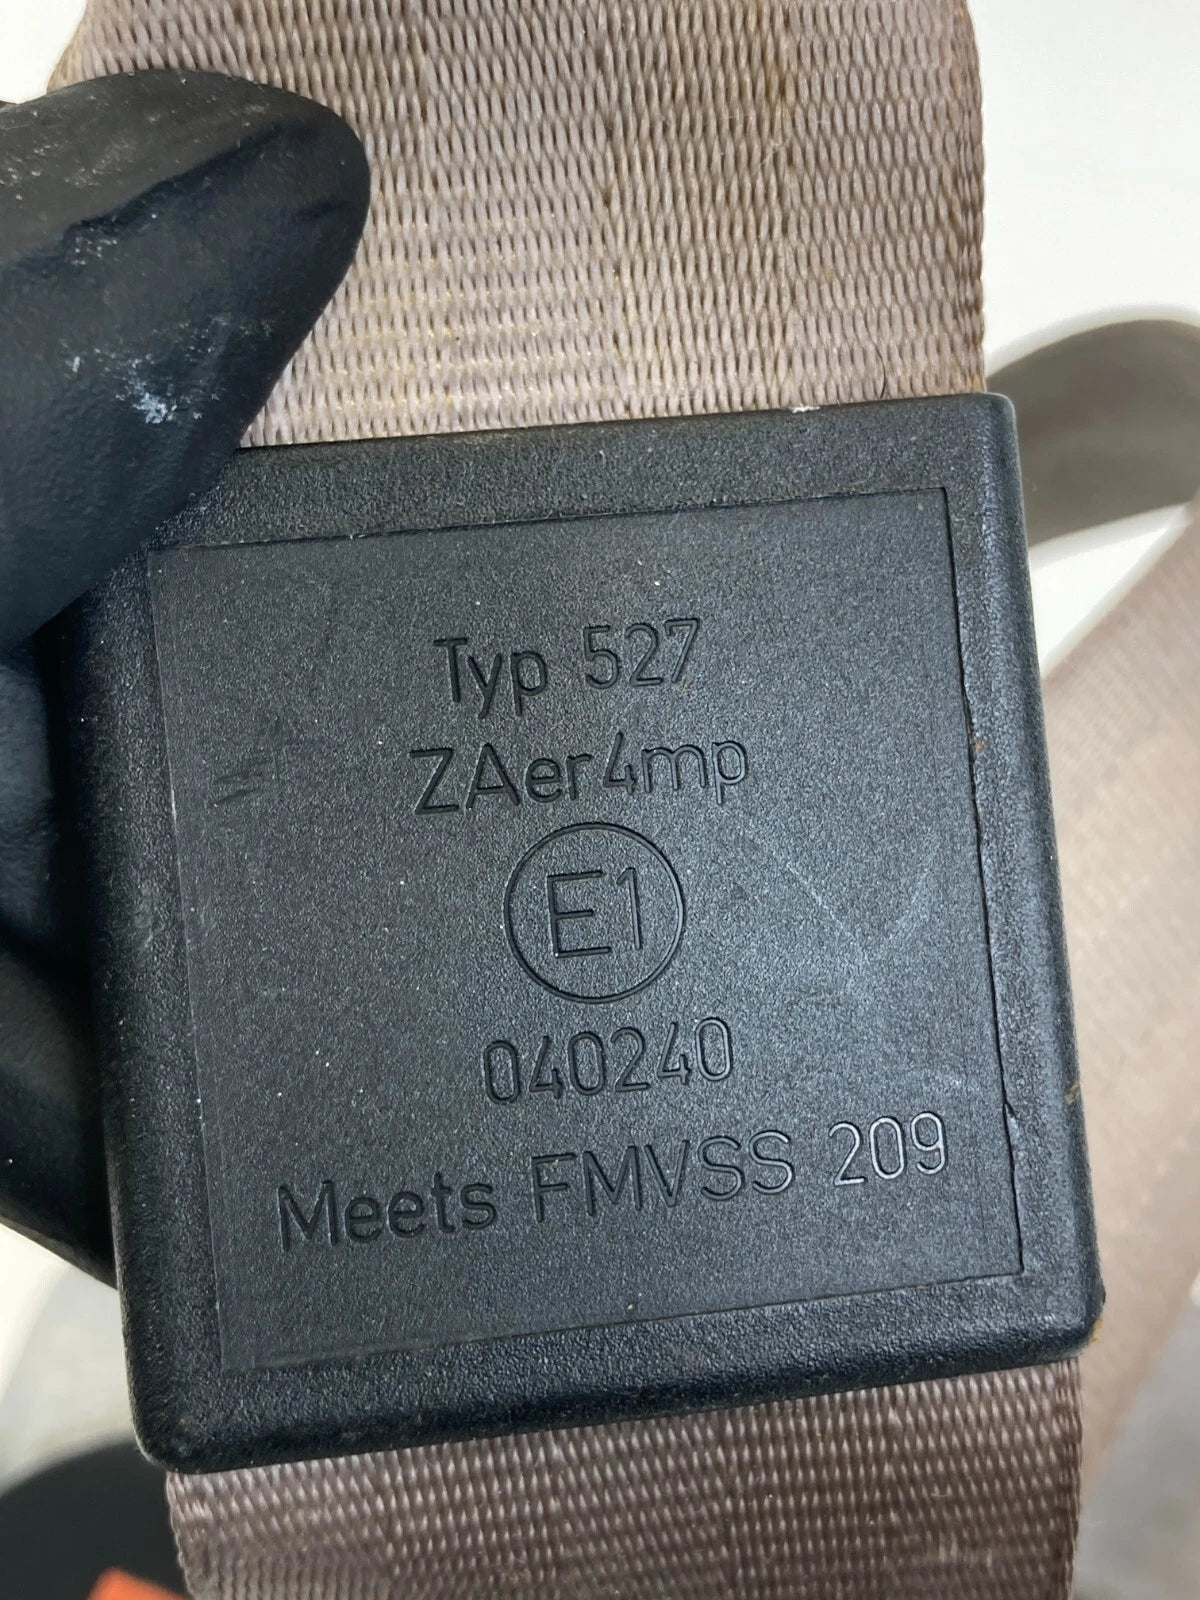 Typ 527
ZAer4mp
E1
040240
Meets FMVSS 209